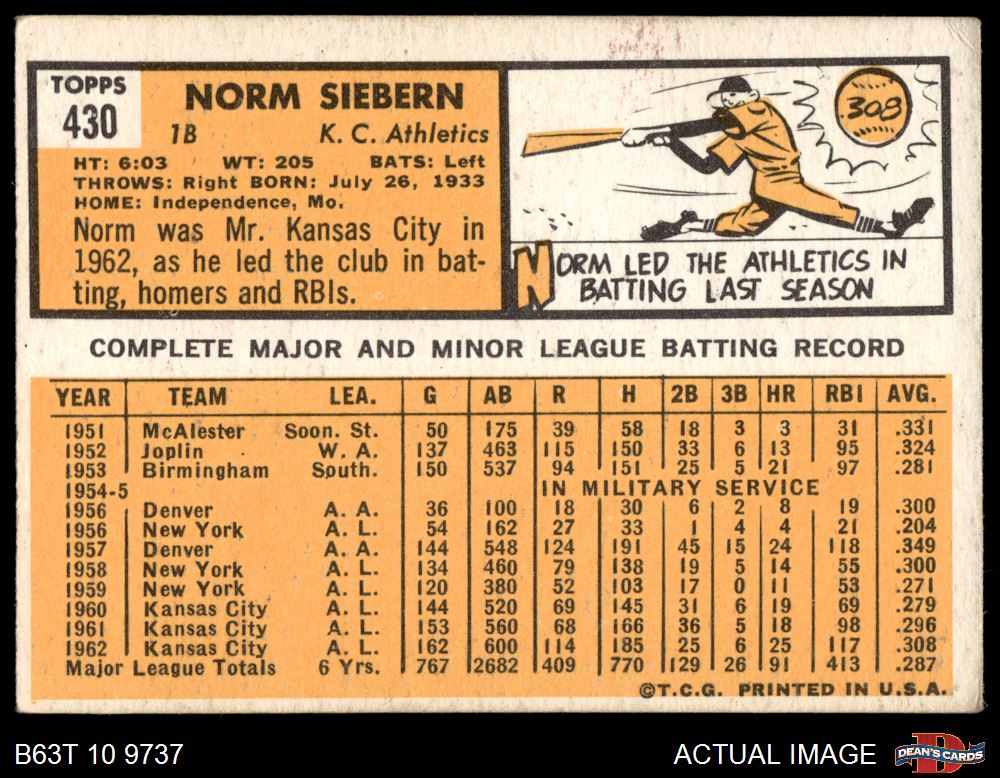 TOPPS
430
NORM SIEBERN
1B K. C. Athletics
HT: 6:03 WT: 205 BATS: Left
THROWS: Right BORN: July 26, 1933
HOME: Independence, Mo.
Norm was Mr. Kansas City in
1962, as he led the club in bat-
ting, homers and RBIs.
308
NORM LED THE ATHLETICS IN
BATTING LAST SEASON
COMPLETE MAJOR AND MINOR LEAGUE BATTING RECORD
YEAR TEAM LEA. G AB R H 2B 3B HR RBI AVG.
1951 McAlester Soon. St. 50 175 39 58 18 3 3 31 .331
1952 Joplin W. A. 137 463 115 150 33 6 13 95 .324
1953 Birmingham South. 150 537 94 151 25 5 21 97 .281
1954-5 IN MILITARY SERVICE
1956 Denver A. A. 36 100 18 30 6 2 8 19 .300
1956 New York A. L. 54 162 27 33 1 4 4 21 .204
1957 Denver A. A. 144 548 124 191 45 15 24 118 .349
1958 New York A. L. 134 460 79 138 19 5 14 55 .300
1959 New York A. L. 120 380 52 103 17 0 11 53 .271
1960 Kansas City A. L. 144 520 69 145 31 6 19 69 .279
1961 Kansas City A. L. 153 560 68 166 36 5 18 98 .296
1962 Kansas City A. L. 162 600 114 185 25 6 25 117 .308
Major League Totals 6 Yrs. 767 2682 409 770 129 26 91 413 .287
©T.C.G. PRINTED IN U.S.A.
B63T 10 9737 ACTUAL IMAGE DEAN'S CARDS